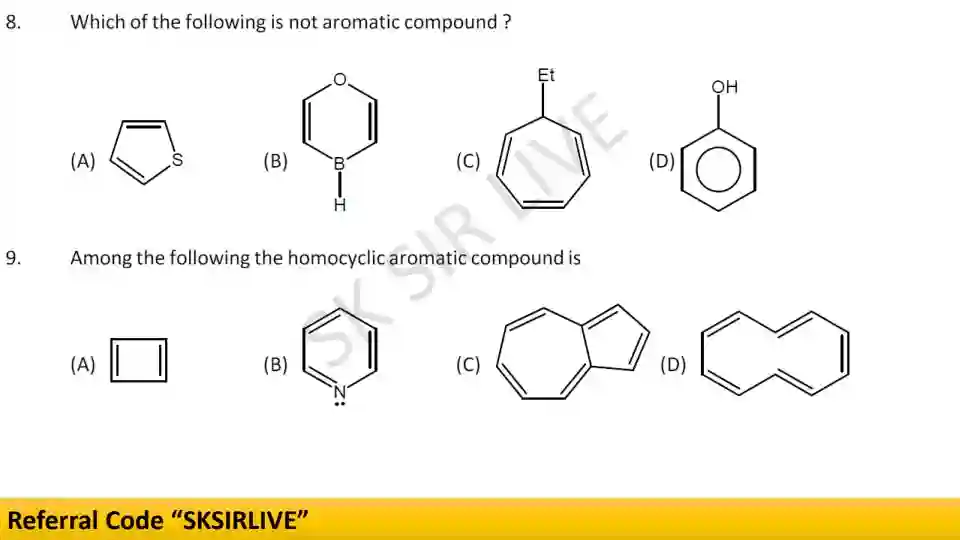 8. Which of the following is not aromatic compound ?
Et
OH
O
(A) S (B) B (C) (D)
H
SK SIR LIVE
9. Among the following the homocyclic aromatic compound is
(A) (B) (C) (D)
N
Referral Code “SKSIRLIVE”